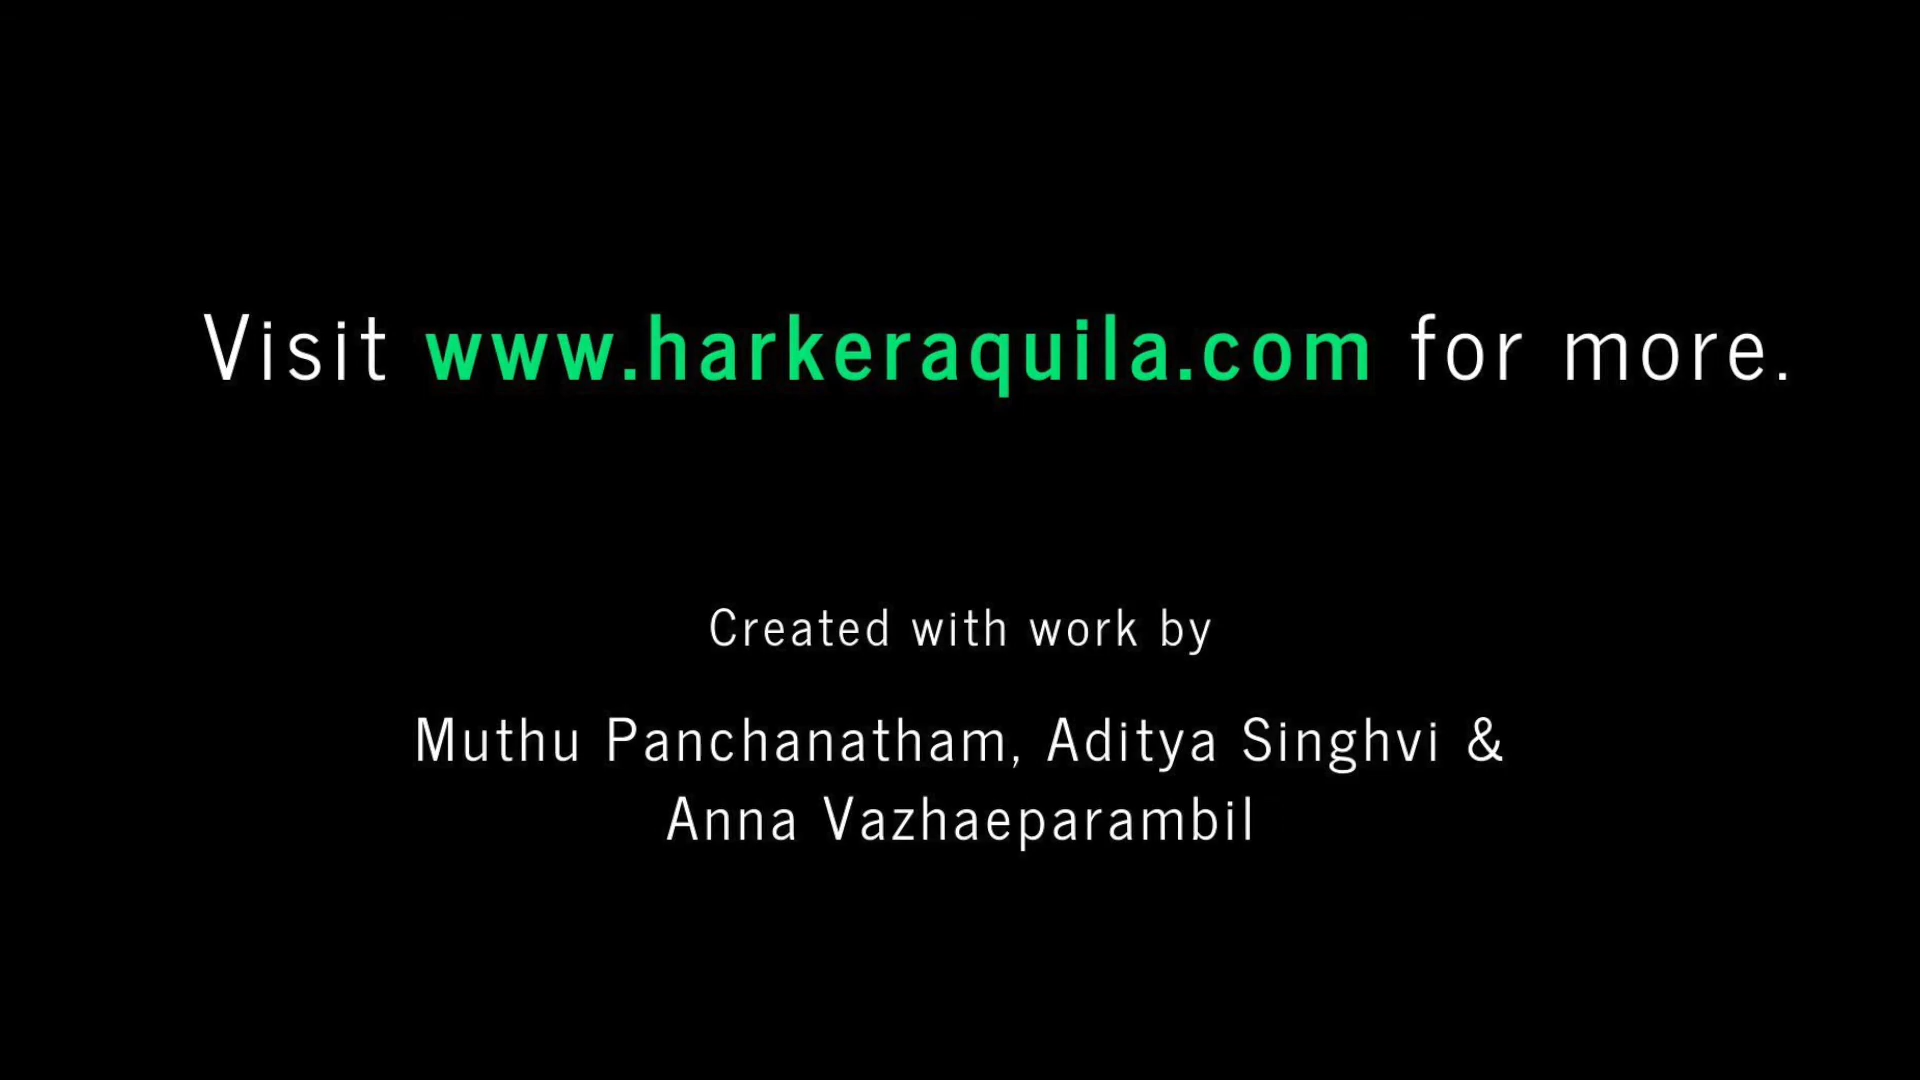 Visit www.harkeraquila.com for more.
Created with work by
Muthu Panchanatham, Aditya Singhvi &
Anna Vazhaeparambil